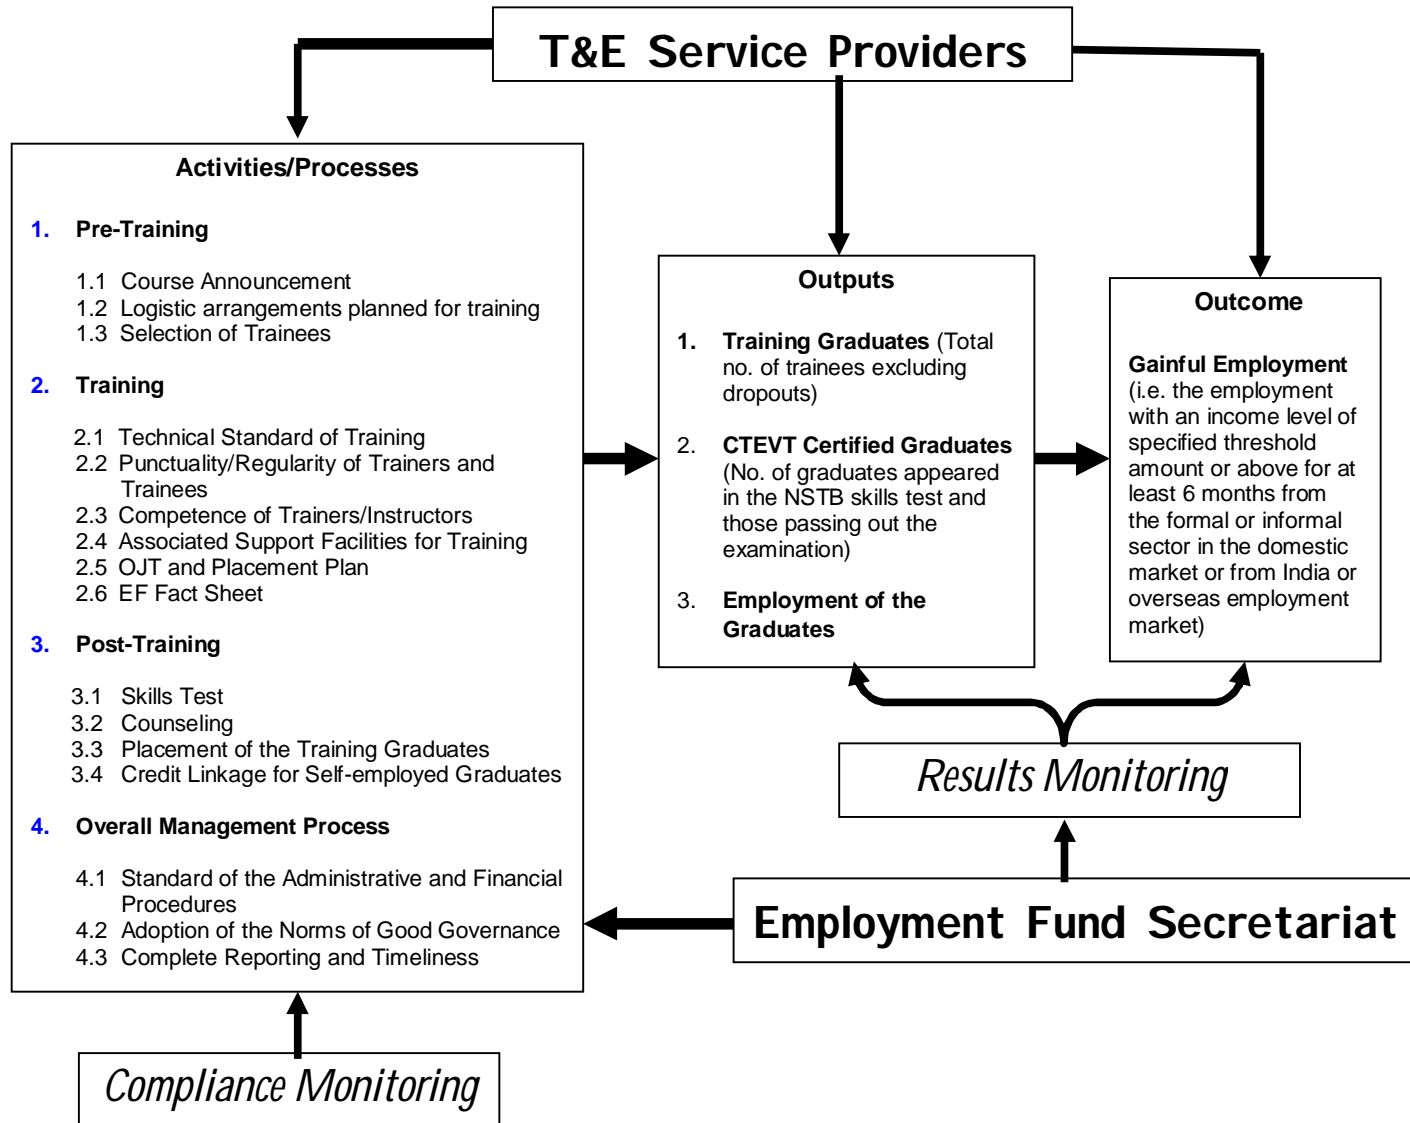 T&E Service Providers
Activities/Processes
1. Pre-Training
1.1 Course Announcement
1.2 Logistic arrangements planned for training
1.3 Selection of Trainees
2. Training
2.1 Technical Standard of Training
2.2 Punctuality/Regularity of Trainers and
Trainees
2.3 Competence of Trainers/Instructors
2.4 Associated Support Facilities for Training
2.5 OJT and Placement Plan
2.6 EF Fact Sheet
3. Post-Training
3.1 Skills Test
3.2 Counseling
3.3 Placement of the Training Graduates
3.4 Credit Linkage for Self-employed Graduates
4. Overall Management Process
4.1 Standard of the Administrative and Financial
Procedures
4.2 Adoption of the Norms of Good Governance
4.3 Complete Reporting and Timeliness
Outputs
1. Training Graduates (Total
no. of trainees excluding
dropouts)
2. CTEVT Certified Graduates
(No. of graduates appeared
in the NSTB skills test and
those passing out the
examination)
3. Employment of the
Graduates
Outcome
Gainful Employment
(i.e. the employment
with an income level of
specified threshold
amount or above for at
least 6 months from
the formal or informal
sector in the domestic
market or from India or
overseas employment
market)
Results Monitoring
Employment Fund Secretariat
Compliance Monitoring